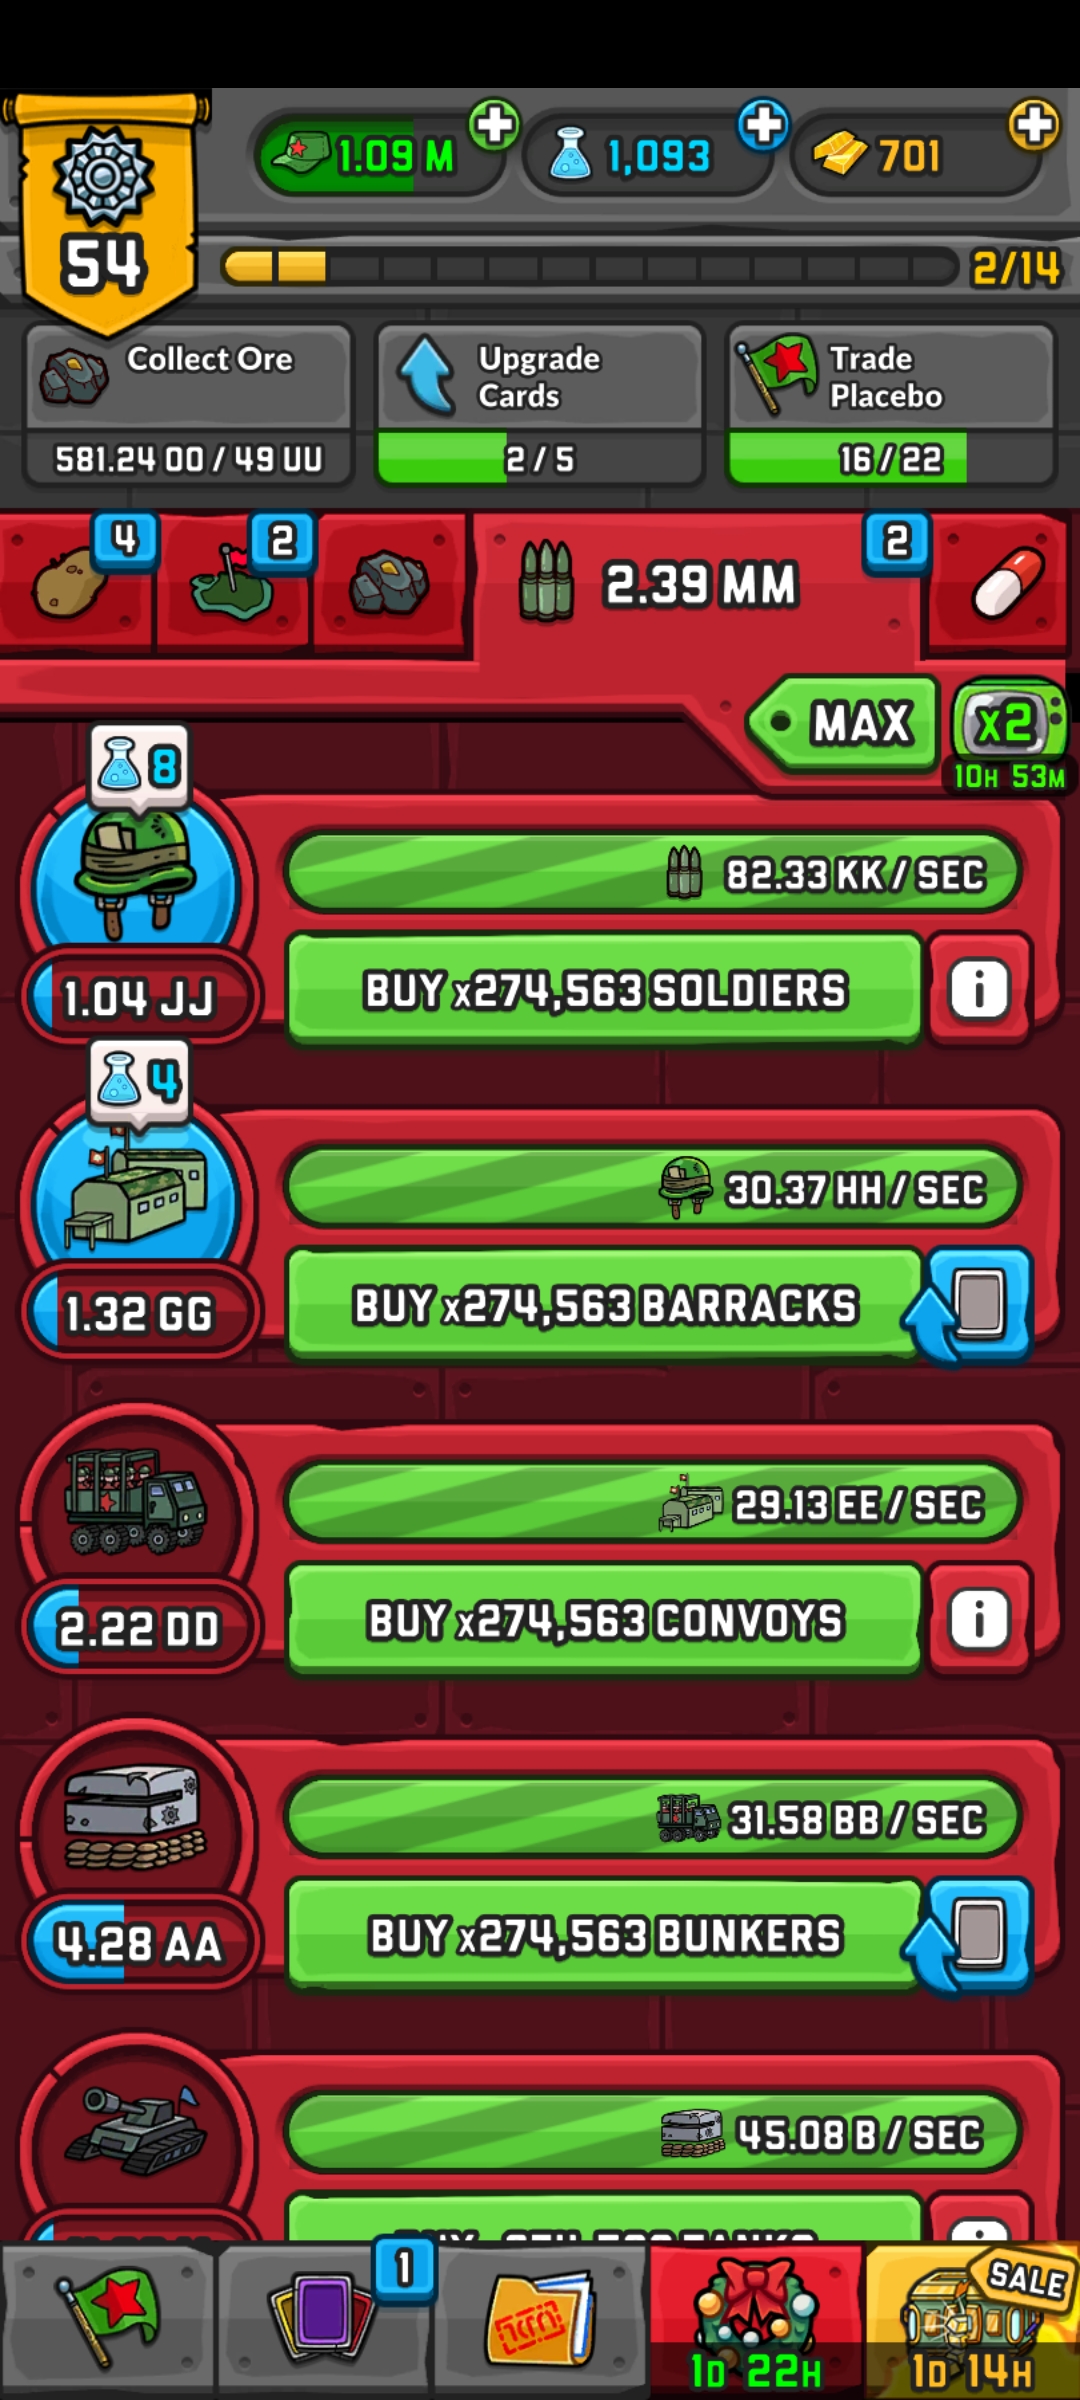 54
1.09 M
1,093
701
2/14
Collect Ore
581.24 OO / 49 UU
Upgrade
Cards
2 / 5
Trade
Placebo
16 / 22
4
2
2.39 MM
2
MAX
x2
10H 53M
8
82.33 KK / SEC
1.04 JJ
BUY x274,563 SOLDIERS
i
4
30.37 HH / SEC
1.32 GG
BUY x274,563 BARRACKS
29.13 EE / SEC
2.22 DD
BUY x274,563 CONVOYS
i
31.58 BB / SEC
4.28 AA
BUY x274,563 BUNKERS
45.08 B / SEC
1
SALE
1D 22H
1D 14H